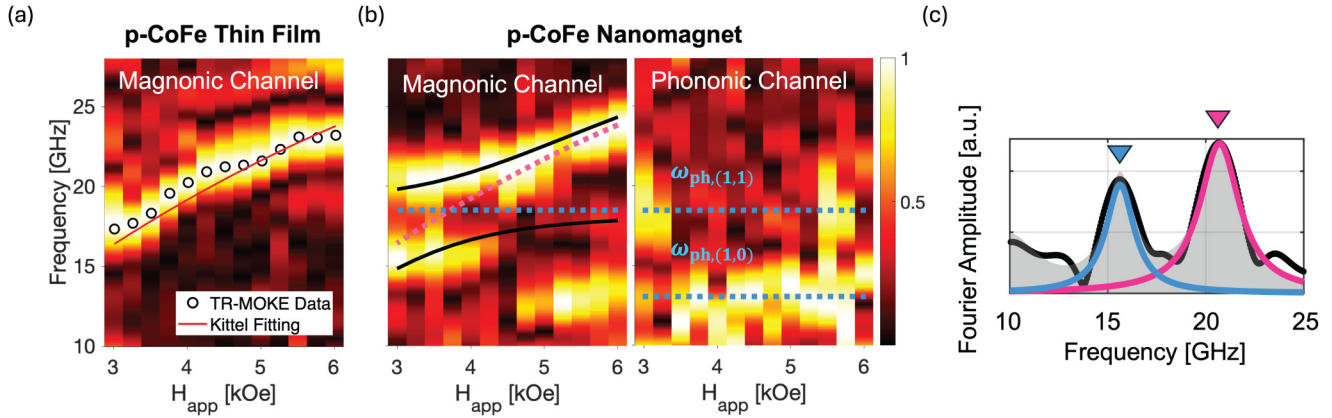 (a)
p-CoFe Thin Film
Magnonic Channel
Frequency [GHz]
25
20
15
10
TR-MOKE Data
Kittel Fitting
3
4
5
6
H_app [kOe]
(b)
p-CoFe Nanomagnet
Magnonic Channel
3
4
5
6
H_app [kOe]
Phononic Channel
ω_ph,(1,1)
ω_ph,(1,0)
3
4
5
6
H_app [kOe]
1
0.5
(c)
Fourier Amplitude [a.u.]
10
15
20
25
Frequency [GHz]